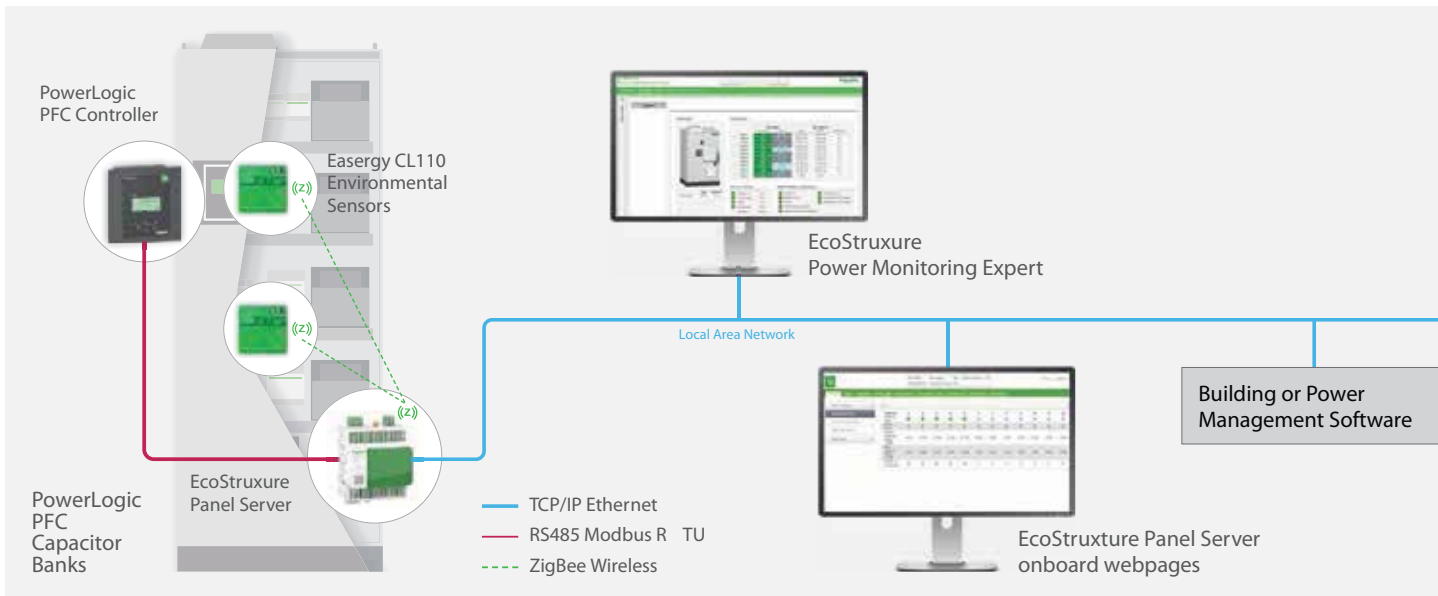 PowerLogic
PFC Controller
Easergy CL110
Environmental
Sensors
(z)
(z)
(z)
EcoStruxure
Power Monitoring Expert
Local Area Network
Building or Power
Management Software
EcoStruxure
Panel Server
PowerLogic
PFC
Capacitor
Banks
TCP/IP Ethernet
RS485 Modbus R TU
ZigBee Wireless
EcoStruxture Panel Server
onboard webpages